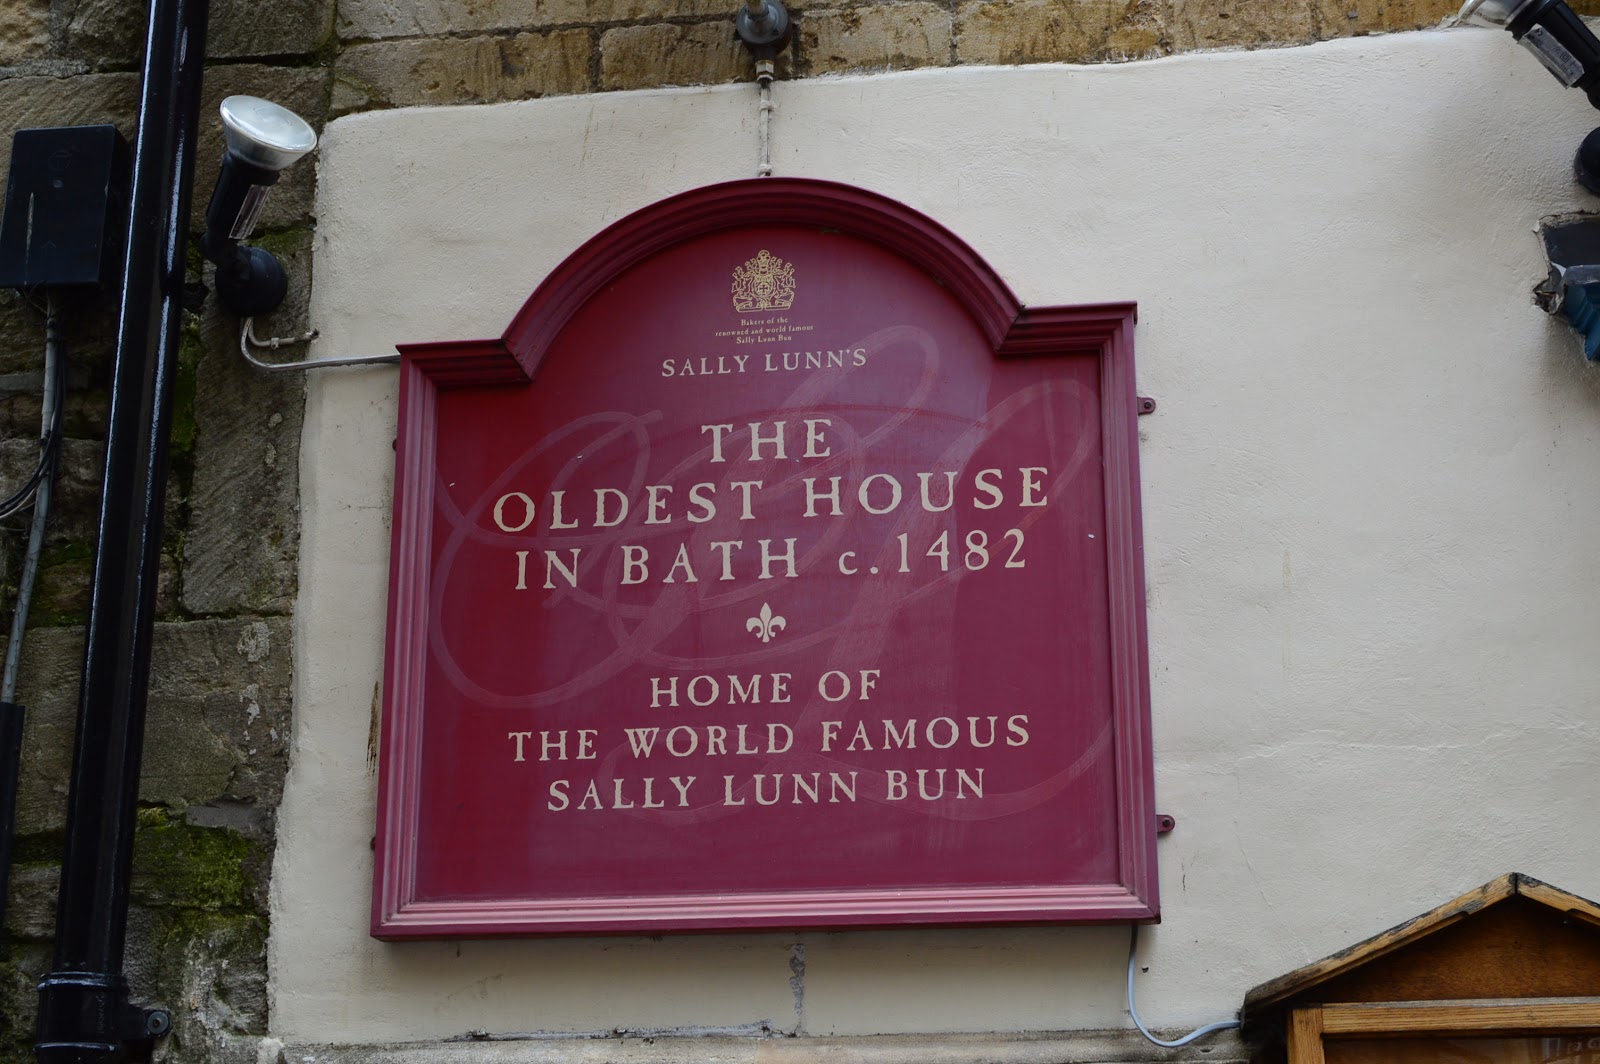 Bakers of the
renowned and world famous
Sally Lunn Bun
SALLY LUNN'S
THE
OLDEST HOUSE
IN BATH c.1482
HOME OF
THE WORLD FAMOUS
SALLY LUNN BUN